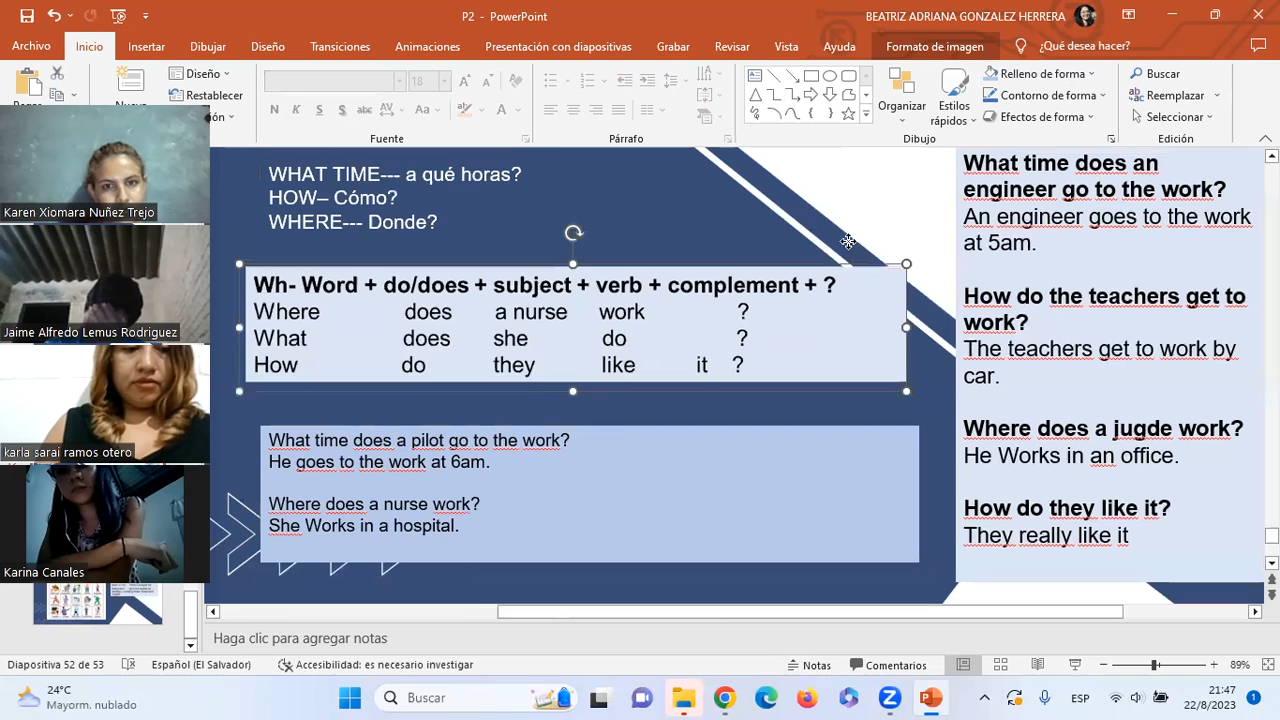 P2 - PowerPoint
BEATRIZ ADRIANA GONZALEZ HERRERA
Archivo Inicio Insertar Dibujar Diseño Transiciones Animaciones Presentación con diapositivas Grabar Revisar Vista Ayuda Formato de imagen ¿Qué desea hacer?
Diseño
Restablecer
18
N K S abc Aa A
Fuente
Párrafo
Organizar
Estilos
rápidos
Relleno de forma
Contorno de forma
Efectos de forma
Dibujo
Buscar
Reemplazar
Seleccionar
Edición
Karen Xiomara Nuñez Trejo
Jaime Alfredo Lemus Rodriguez
karla sarai ramos otero
Karina Canales
WHAT TIME--- a qué horas?
HOW– Cómo?
WHERE--- Donde?
Wh- Word + do/does + subject + verb + complement + ?
Where does a nurse work ?
What does she do ?
How do they like it ?
What time does a pilot go to the work?
He goes to the work at 6am.
Where does a nurse work?
She Works in a hospital.
What time does an
engineer go to the work?
An engineer goes to the work
at 5am.
How do the teachers get to
work?
The teachers get to work by
car.
Where does a jugde work?
He Works in an office.
How do they like it?
They really like it
Haga clic para agregar notas
Diapositiva 52 de 53
Español (El Salvador)
Accesibilidad: es necesario investigar
Notas
Comentarios
89%
24°C
Mayorm. nublado
Buscar
ESP
21:47
22/8/2023